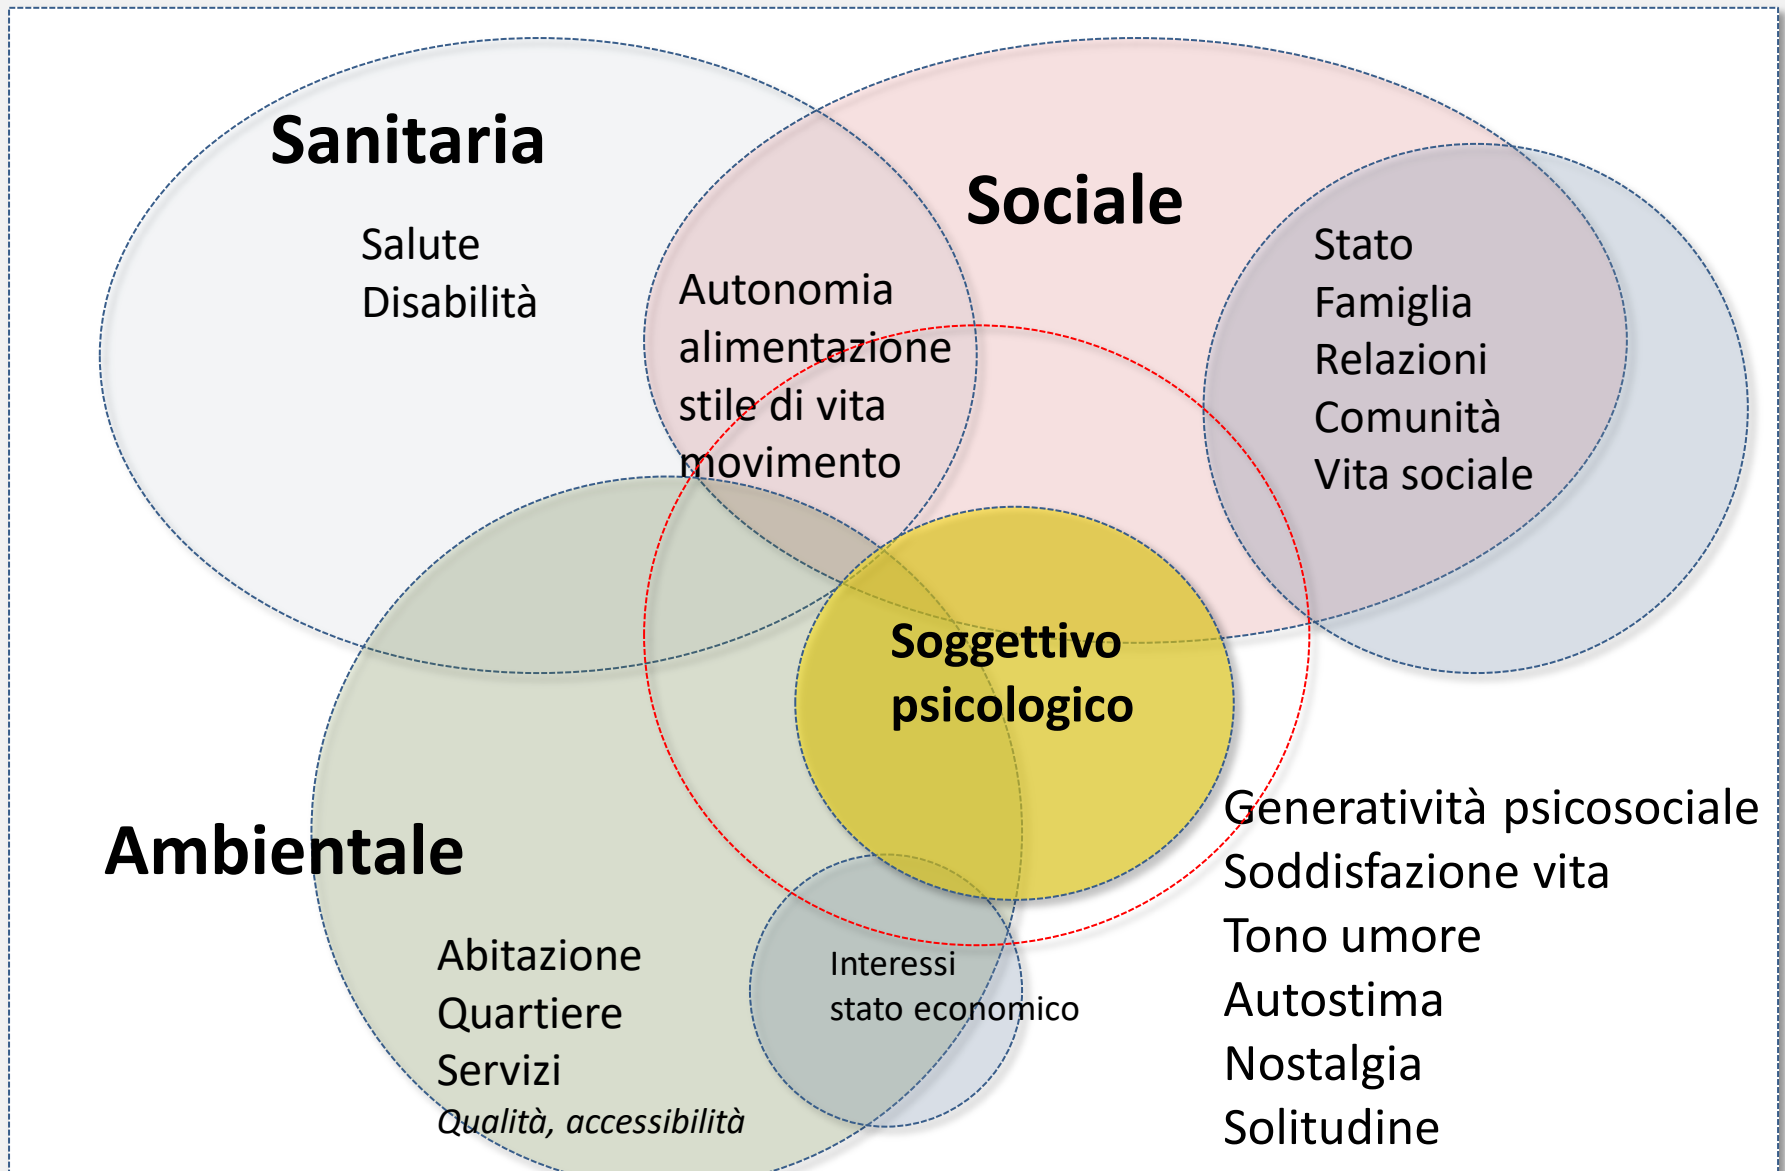 Sanitaria
Salute
Disabilità
Sociale
Autonomia
alimentazione
stile di vita
movimento
Stato
Famiglia
Relazioni
Comunità
Vita sociale
Soggettivo
psicologico
Ambientale
Abitazione
Quartiere
Servizi
Qualità, accessibilità
Interessi
stato economico
Generatività psicosociale
Soddisfazione vita
Tono umore
Autostima
Nostalgia
Solitudine